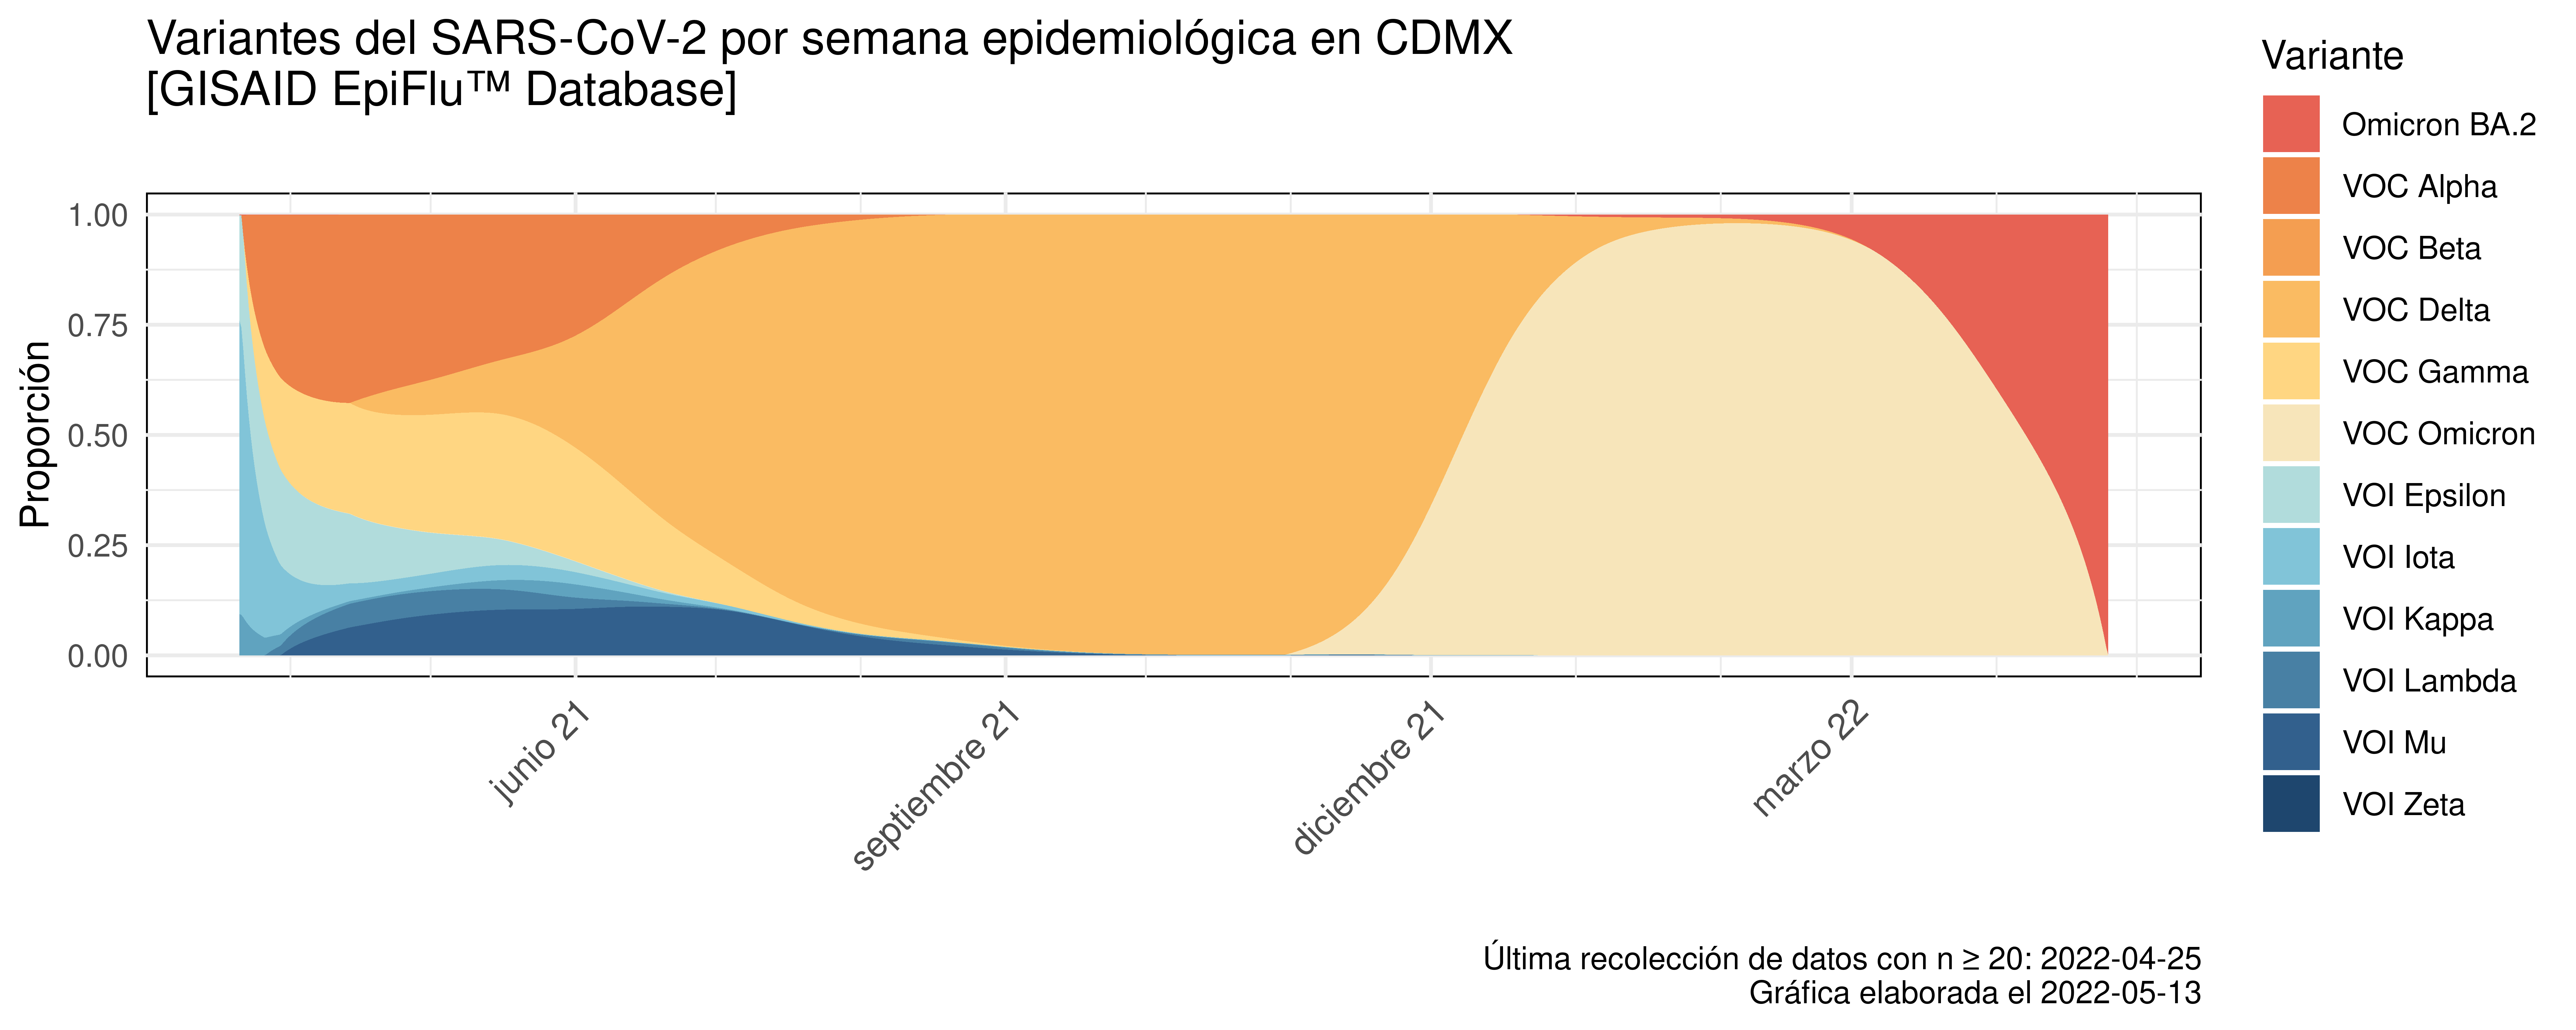 Variantes del SARS-CoV-2 por semana epidemiológica en CDMX
[GISAID EpiFlu™ Database]
Variante
Omicron BA.2
VOC Alpha
VOC Beta
VOC Delta
VOC Gamma
VOC Omicron
VOI Epsilon
VOI Iota
VOI Kappa
VOI Lambda
VOI Mu
VOI Zeta
Proporción
1.00
0.75
0.50
0.25
0.00
junio 21
septiembre 21
diciembre 21
marzo 22
Última recolección de datos con n ≥ 20: 2022-04-25
Gráfica elaborada el 2022-05-13